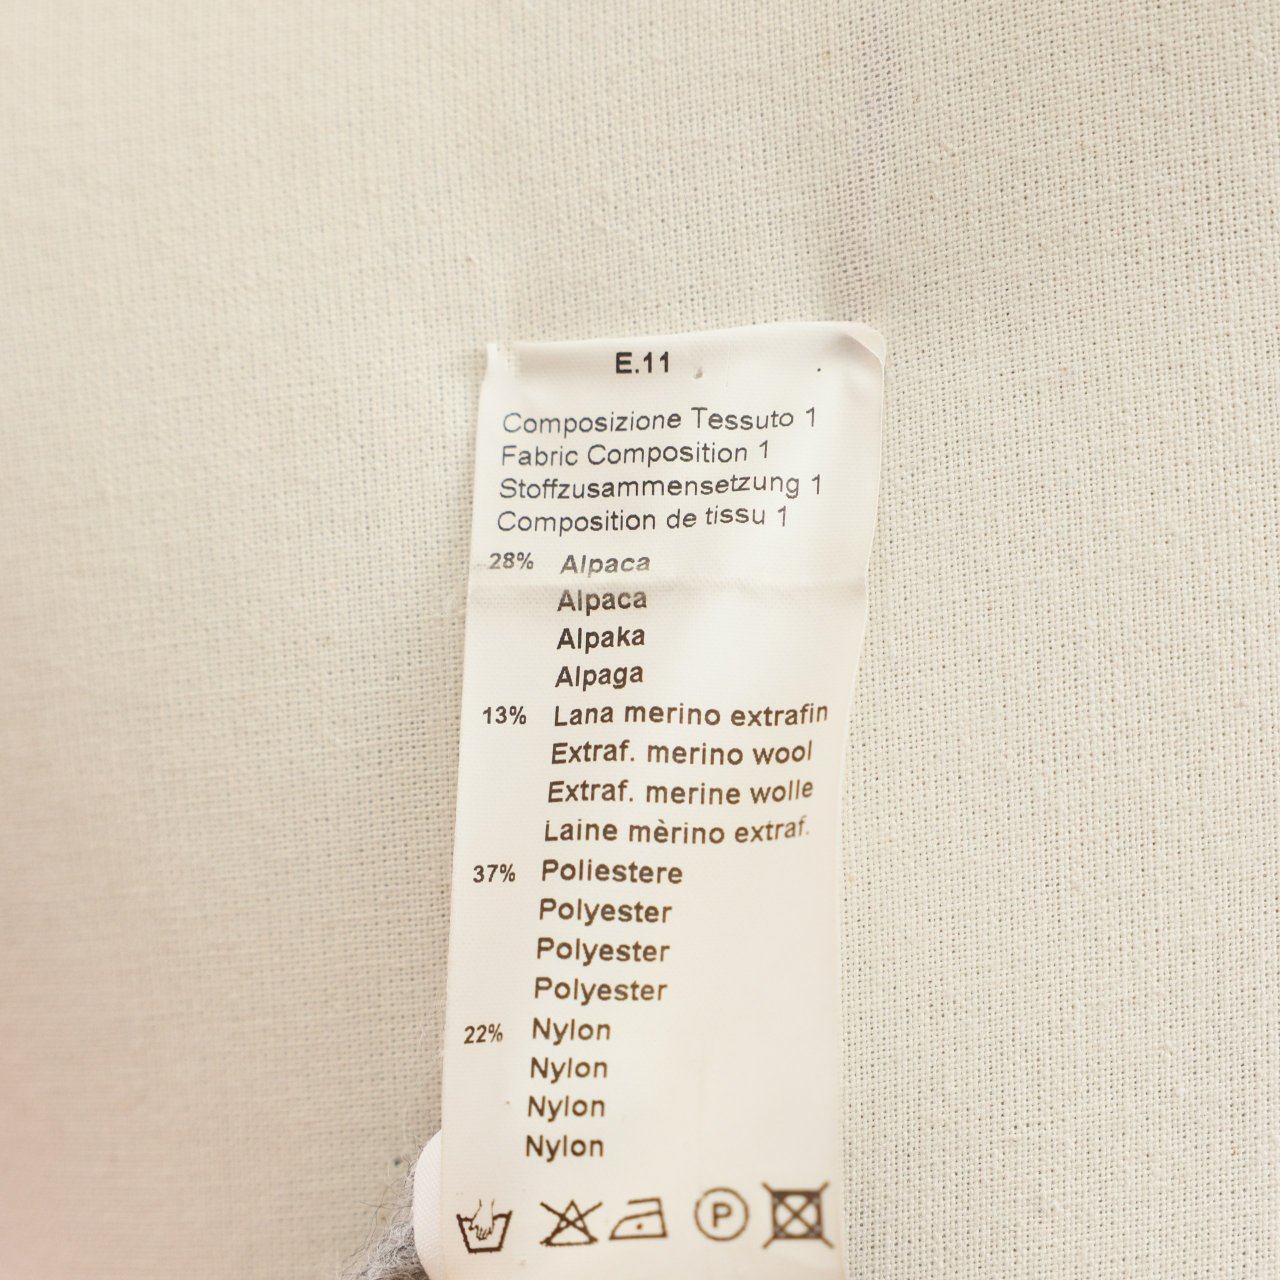 E.11
Composizione Tessuto 1
Fabric Composition 1
Stoffzusammensetzung 1
Composition de tissu 1
28% Alpaca
Alpaca
Alpaka
Alpaga
13% Lana merino extrafin
Extraf. merino wool
Extraf. merine wolle
Laine mèrino extraf.
37% Poliestere
Polyester
Polyester
Polyester
22% Nylon
Nylon
Nylon
Nylon
P